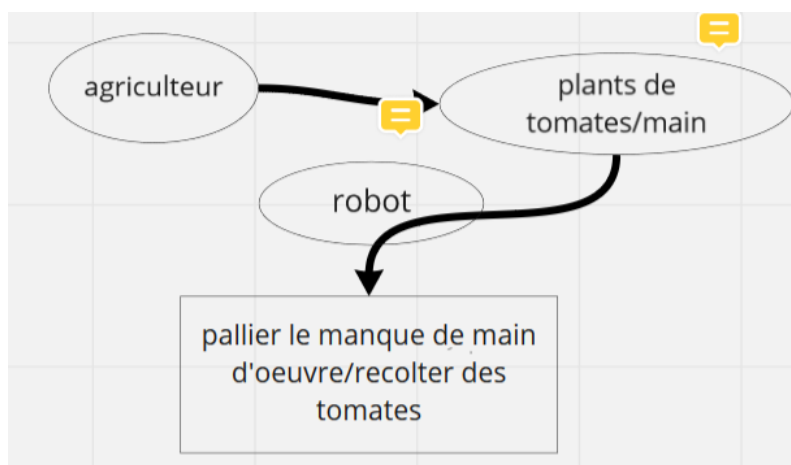 agriculteur
plants de
tomates/main
robot
pallier le manque de main
d'oeuvre/recolter des
tomates